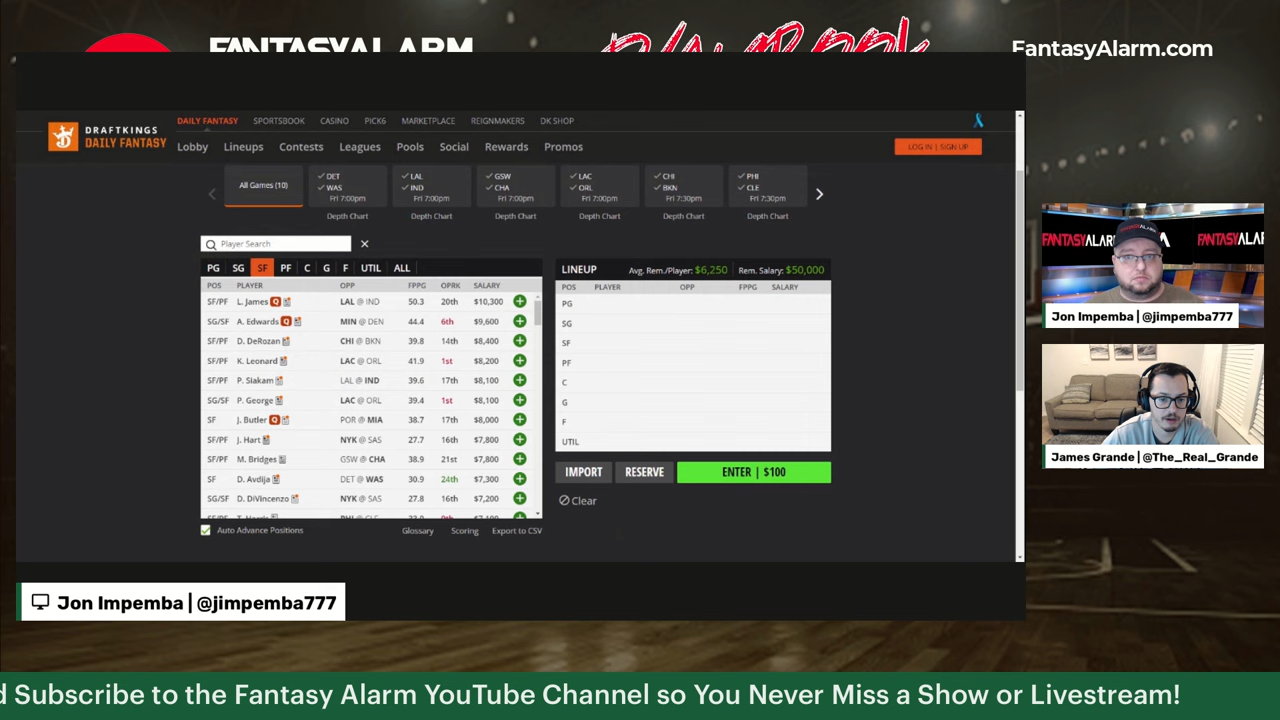 FANTASYALARM
PLAYBOOK
FantasyAlarm.com
DRAFTKINGS
DAILY FANTASY
DAILY FANTASY SPORTSBOOK CASINO PICK6 MARKETPLACE REIGNMAKERS DK SHOP
Lobby Lineups Contests Leagues Pools Social Rewards Promos
LOG IN | SIGN UP
All Games (10)
DET
WAS
Fri 7:00pm
Depth Chart
LAL
IND
Fri 7:00pm
Depth Chart
GSW
CHA
Fri 7:00pm
Depth Chart
LAC
ORL
Fri 7:00pm
Depth Chart
CHI
BKN
Fri 7:30pm
Depth Chart
PHI
CLE
Fri 7:30pm
Depth Chart
Player Search
PG SG SF PF C G F UTIL ALL
POS PLAYER OPP FPPG OPRK SALARY
SF/PF L. James Q LAL @ IND 50.3 20th $10,300
SG/SF A. Edwards Q MIN @ DEN 44.4 6th $9,600
SF/PF D. DeRozan CHI @ BKN 39.8 14th $8,400
SF/PF K. Leonard LAC @ ORL 41.9 1st $8,200
SF/PF P. Siakam LAL @ IND 39.6 17th $8,100
SG/SF P. George LAC @ ORL 39.4 1st $8,100
SF J. Butler Q POR @ MIA 38.7 17th $8,000
SF/PF J. Hart NYK @ SAS 27.7 16th $7,800
SF/PF M. Bridges GSW @ CHA 38.9 21st $7,800
SF D. Avdija DET @ WAS 30.9 24th $7,300
SG/SF D. DiVincenzo NYK @ SAS 27.8 16th $7,200
Auto Advance Positions
Glossary Scoring Export to CSV
LINEUP Avg. Rem./Player: $6,250 Rem. Salary: $50,000
POS PLAYER OPP FPPG SALARY
PG
SG
SF
PF
C
G
F
UTIL
IMPORT RESERVE ENTER | $100
Clear
Jon Impemba | @jimpemba777
James Grande | @The_Real_Grande
Jon Impemba | @jimpemba777
d Subscribe to the Fantasy Alarm YouTube Channel so You Never Miss a Show or Livestream!